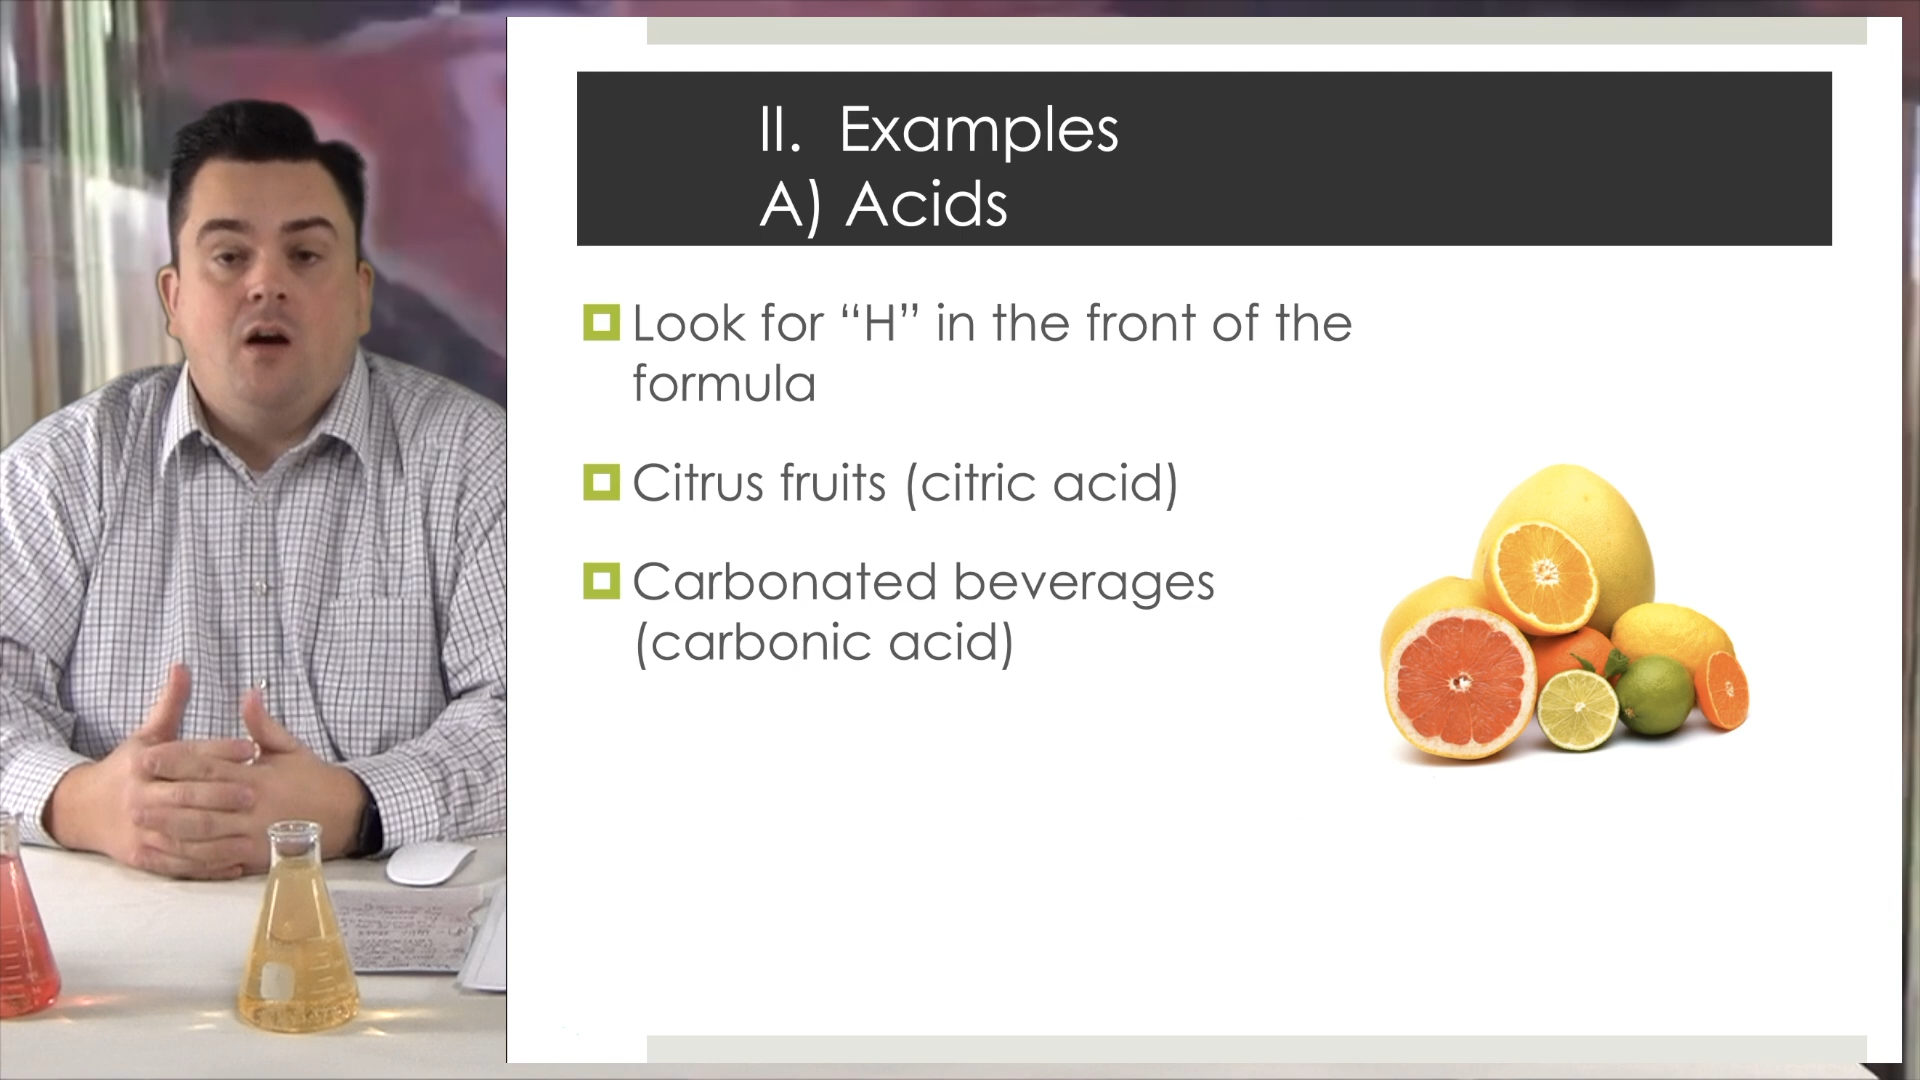 II. Examples
A) Acids
Look for “H” in the front of the
formula
Citrus fruits (citric acid)
Carbonated beverages
(carbonic acid)